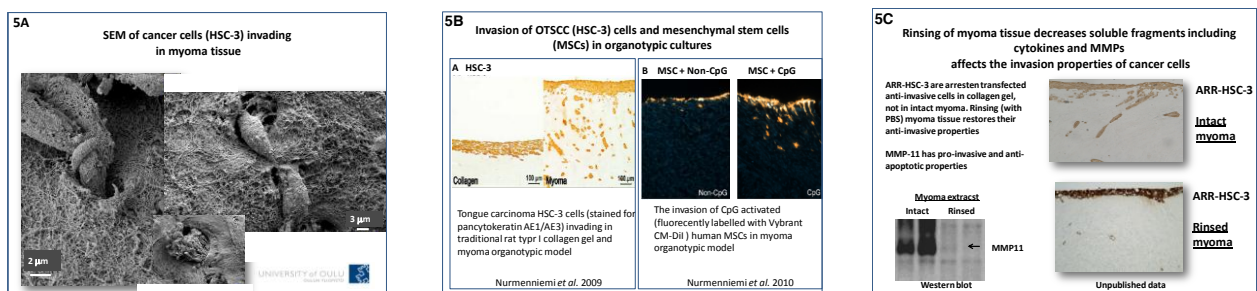 5A
SEM of cancer cells (HSC-3) invading
in myoma tissue
2 µm
3 µm
UNIVERSITY of OULU
5B
Invasion of OTSCC (HSC-3) cells and mesenchymal stem cells
(MSCs) in organotypic cultures
A HSC-3
Collagen
100 µm
Myoma
100 µm
Tongue carcinoma HSC-3 cells (stained for
pancytokeratin AE1/AE3) invading in
traditional rat typr I collagen gel and
myoma organotypic model
Nurmenniemi et al. 2009
B MSC + Non-CpG MSC + CpG
Non-CpG
CpG
The invasion of CpG activated
(fluorecently labelled with Vybrant
CM-DiI ) human MSCs in myoma
organotypic model
Nurmenniemi et al. 2010
5C
Rinsing of myoma tissue decreases soluble fragments including
cytokines and MMPs
affects the invasion properties of cancer cells
ARR-HSC-3 are arresten transfected
anti-invasive cells in collagen gel,
not in intact myoma. Rinsing (with
PBS) myoma tissue restores their
anti-invasive properties
MMP-11 has pro-invasive and anti-
apoptotic properties
Myoma extracst
Intact Rinsed
MMP11
Western blot
ARR-HSC-3
Intact
myoma
ARR-HSC-3
Rinsed
myoma
Unpublished data